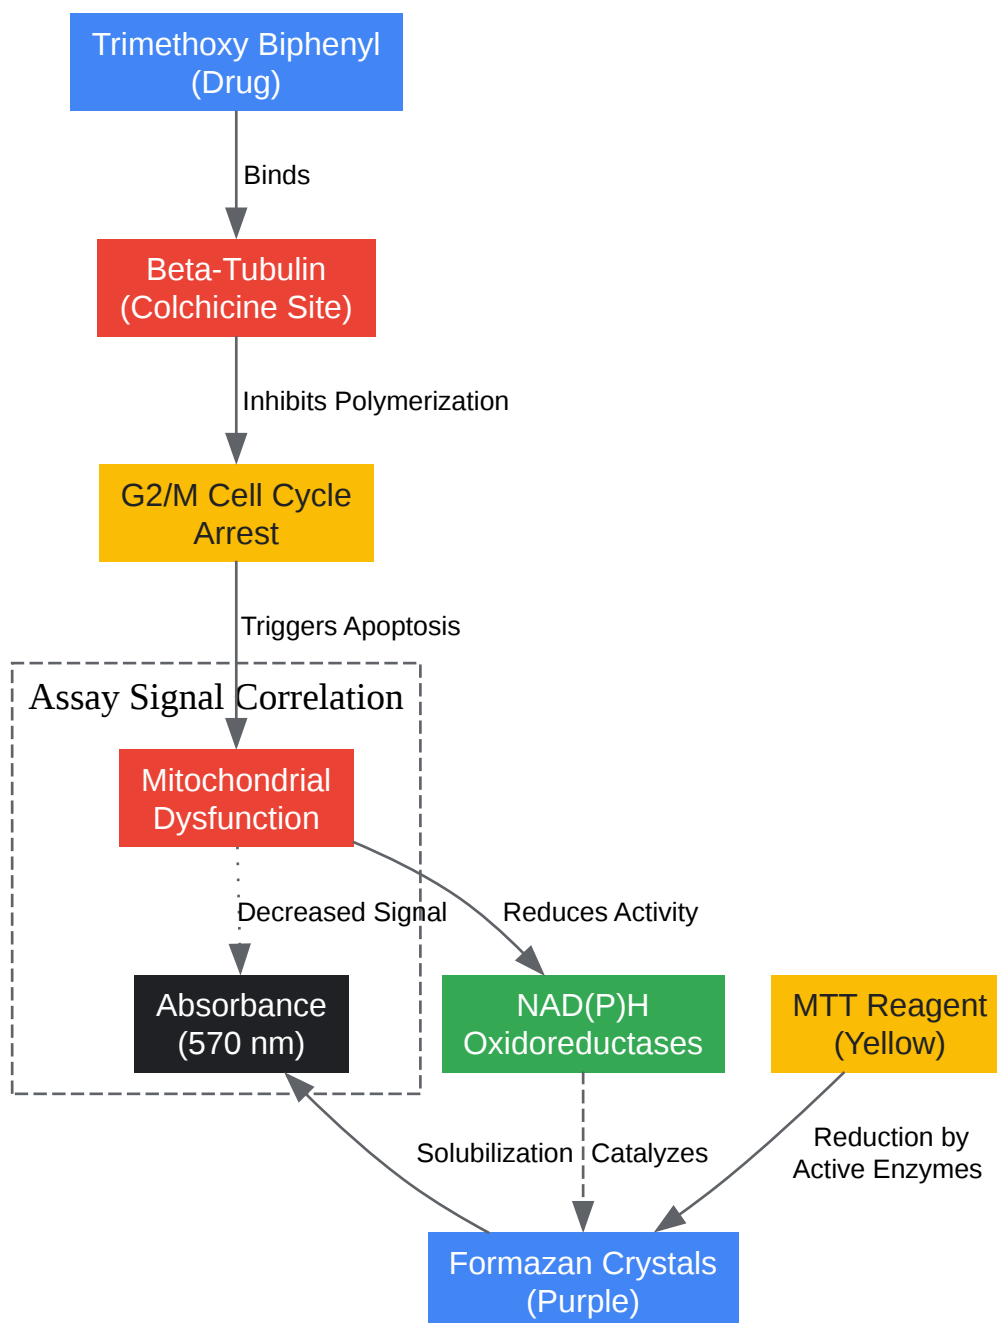 Trimethoxy Biphenyl
(Drug)
Binds
Beta-Tubulin
(Colchicine Site)
Inhibits Polymerization
G2/M Cell Cycle
Arrest
Triggers Apoptosis
Assay Signal Correlation
Mitochondrial
Dysfunction
Decreased Signal
Reduces Activity
Absorbance
(570 nm)
NAD(P)H
Oxidoreductases
MTT Reagent
(Yellow)
Solubilization
Catalyzes
Reduction by
Active Enzymes
Formazan Crystals
(Purple)